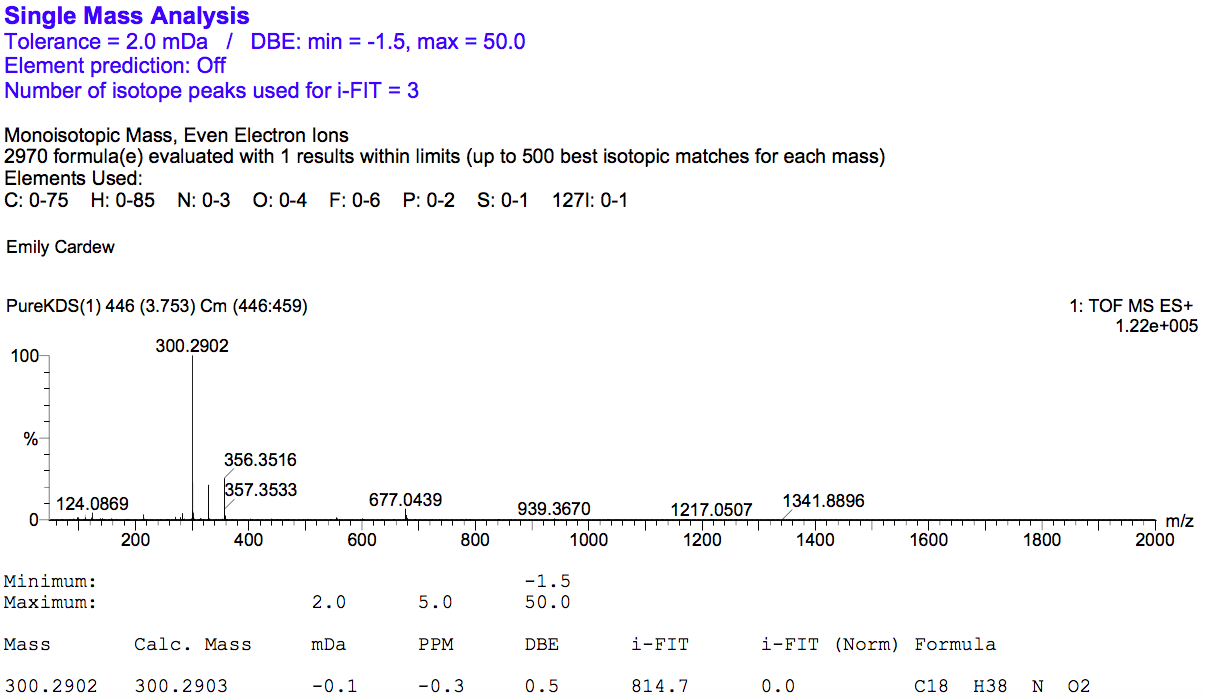 Single Mass Analysis
Tolerance = 2.0 mDa / DBE: min = -1.5, max = 50.0
Element prediction: Off
Number of isotope peaks used for i-FIT = 3
Monoisotopic Mass, Even Electron Ions
2970 formula(e) evaluated with 1 results within limits (up to 500 best isotopic matches for each mass)
Elements Used:
C: 0-75 H: 0-85 N: 0-3 O: 0-4 F: 0-6 P: 0-2 S: 0-1 127I: 0-1
Emily Cardew
PureKDS(1) 446 (3.753) Cm (446:459)
1: TOF MS ES+
1.22e+005
300.2902
100
%
356.3516
357.3533
124.0869
677.0439
939.3670
1217.0507
1341.8896
0
m/z
200 400 600 800 1000 1200 1400 1600 1800 2000
Minimum: -1.5
Maximum: 2.0 5.0 50.0
Mass Calc. Mass mDa PPM DBE i-FIT i-FIT (Norm) Formula
300.2902 300.2903 -0.1 -0.3 0.5 814.7 0.0 C18 H38 N O2